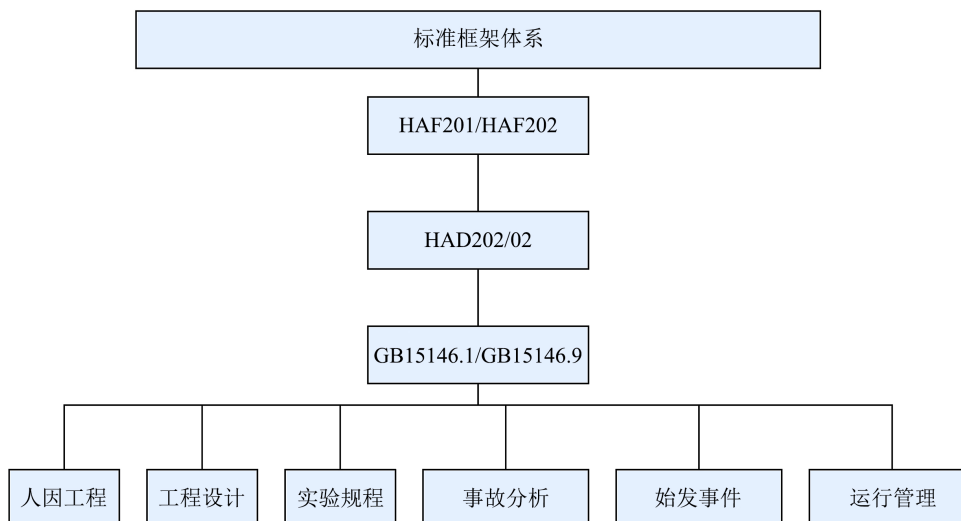 标准框架体系
HAF201/HAF202
HAD202/02
GB15146.1/GB15146.9
人因工程
工程设计
实验规程
事故分析
始发事件
运行管理